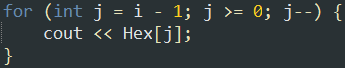 for (int j = i - 1; j >= 0; j--) {
    cout << Hex[j];
}